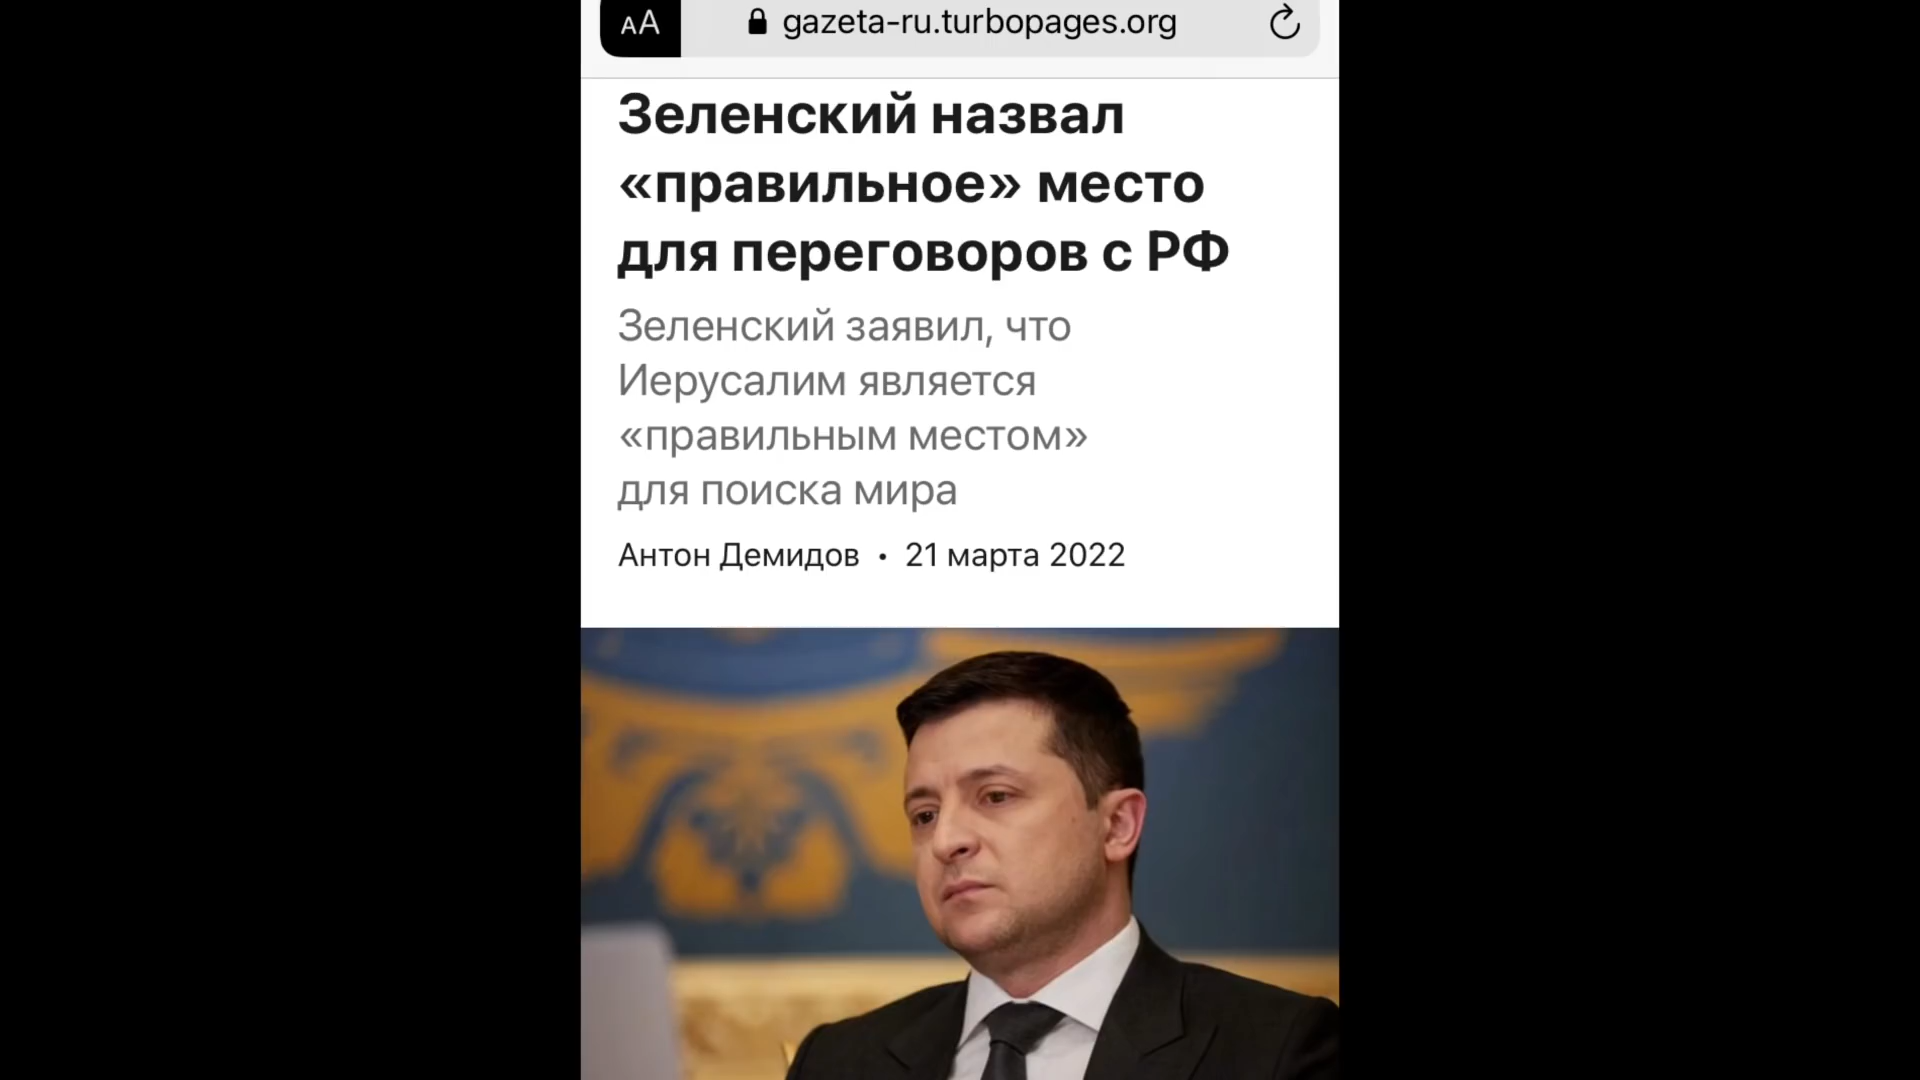 AA gazeta-ru.turbopages.org
Зеленский назвал
«правильное» место
для переговоров с РФ
Зеленский заявил, что
Иерусалим является
«правильным местом»
для поиска мира
Антон Демидов • 21 марта 2022